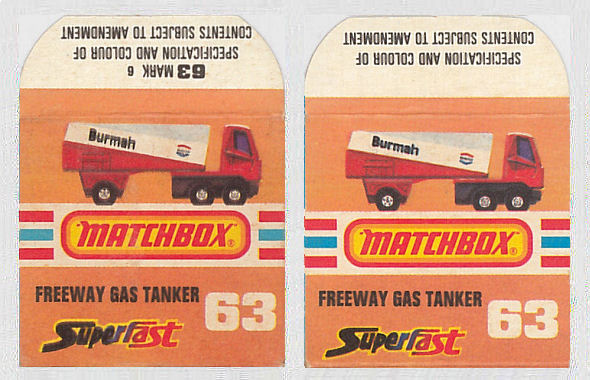 63 MARK 6
SPECIFICATION AND COLOUR OF
CONTENTS SUBJECT TO AMENDMENT
Burmah
MATCHBOX®
FREEWAY GAS TANKER
63
Superfast
SPECIFICATION AND COLOUR OF
CONTENTS SUBJECT TO AMENDMENT
Burmah
MATCHBOX®
FREEWAY GAS TANKER
63
Superfast